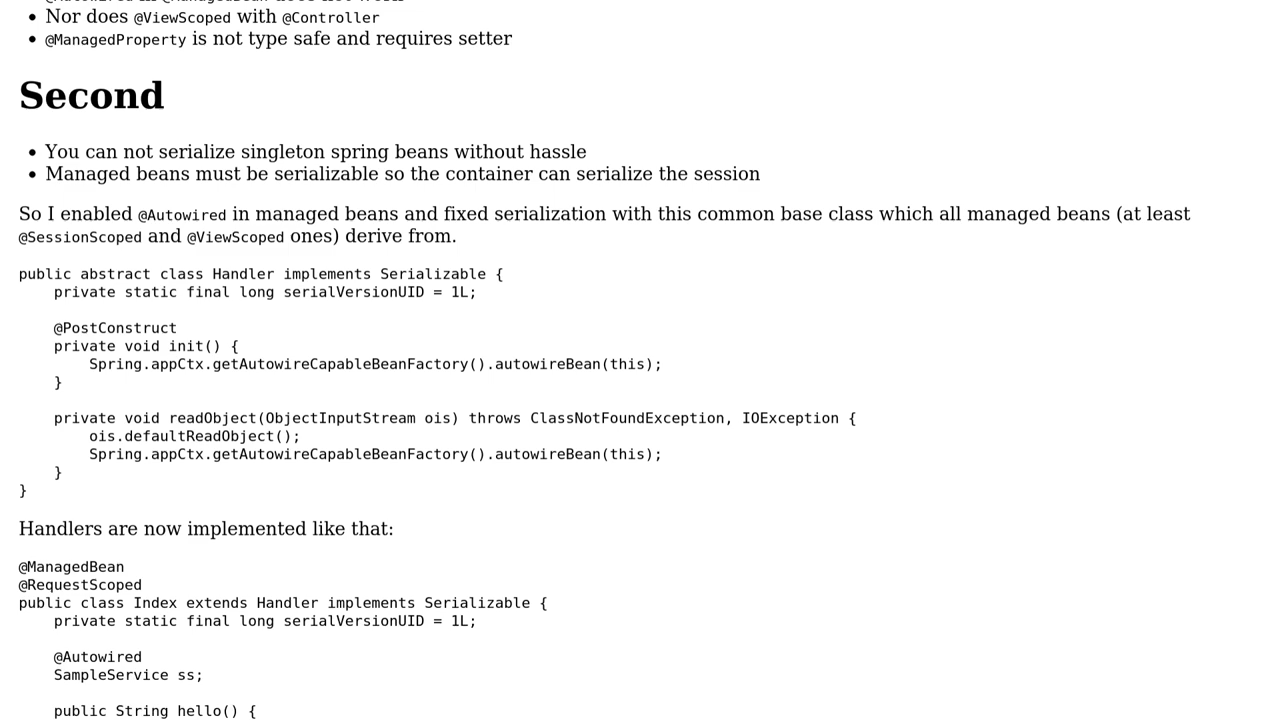 Nor does @ViewScoped with @Controller
@ManagedProperty is not type safe and requires setter
Second
You can not serialize singleton spring beans without hassle
Managed beans must be serializable so the container can serialize the session
So I enabled @Autowired in managed beans and fixed serialization with this common base class which all managed beans (at least
@SessionScoped and @ViewScoped ones) derive from.
public abstract class Handler implements Serializable {
    private static final long serialVersionUID = 1L;
    @PostConstruct
    private void init() {
        Spring.appCtx.getAutowireCapableBeanFactory().autowireBean(this);
    }
    private void readObject(ObjectInputStream ois) throws ClassNotFoundException, IOException {
        ois.defaultReadObject();
        Spring.appCtx.getAutowireCapableBeanFactory().autowireBean(this);
    }
}
Handlers are now implemented like that:
@ManagedBean
@RequestScoped
public class Index extends Handler implements Serializable {
    private static final long serialVersionUID = 1L;
    @Autowired
    SampleService ss;
    public String hello() {